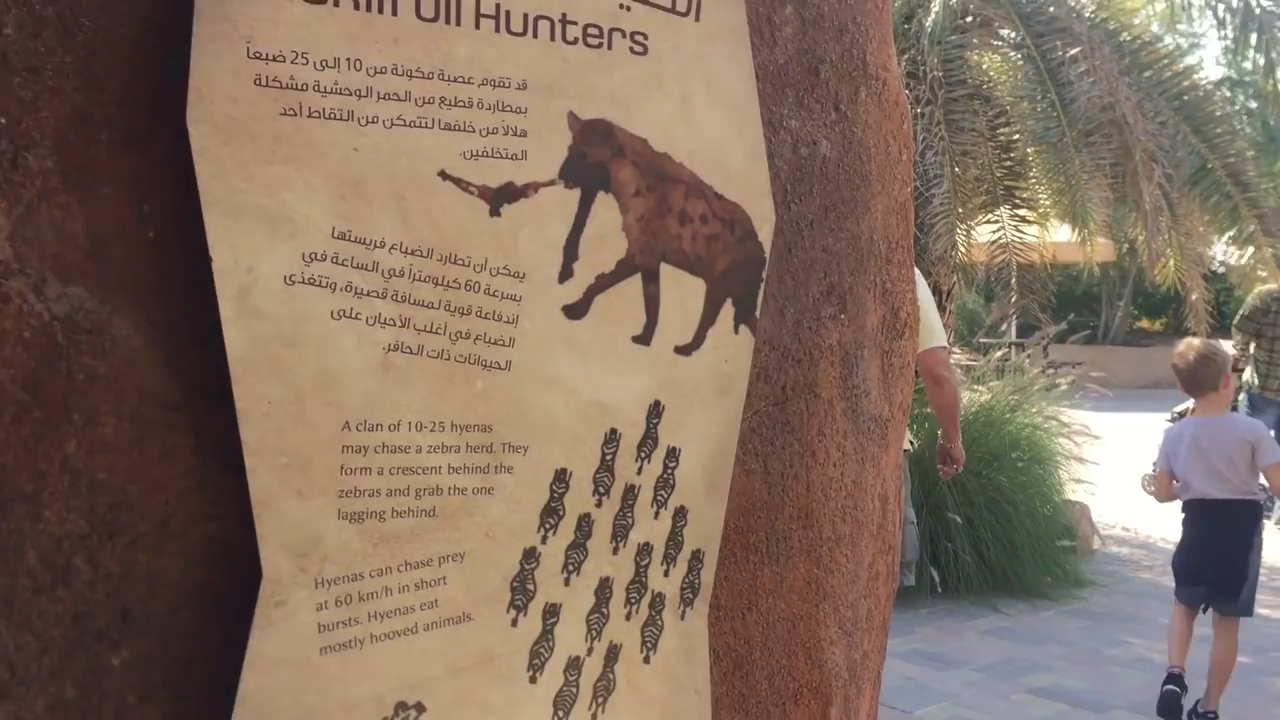 Hunters
قد تقوم عصبة مكونة من 10 إلى 25 ضبعاً
بمطاردة قطيع من الحمر الوحشية مشكلة
هلالاً من خلفها لتتمكن من التقاط أحد
المتخلفين.
يمكن أن تطارد الضباع فريستها
بسرعة 60 كيلومتراً في الساعة في
إندفاعة قوية لمسافة قصيرة، وتتغذى
الضباع في أغلب الأحيان على
الحيوانات ذات الحافر.
A clan of 10-25 hyenas
may chase a zebra herd. They
form a crescent behind the
zebras and grab the one
lagging behind.
Hyenas can chase prey
at 60 km/h in short
bursts. Hyenas eat
mostly hooved animals.